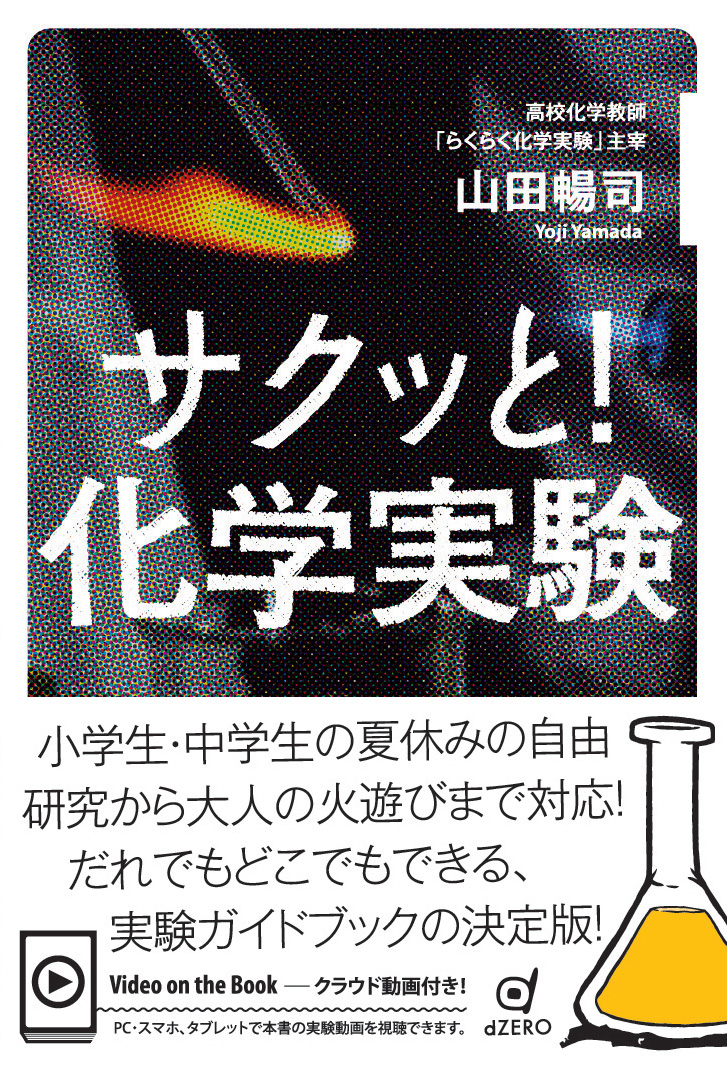 高校化学教師
「らくらく化学実験」主宰
山田暢司
Yoji Yamada
サクッと!
化学実験
小学生・中学生の夏休みの自由
研究から大人の火遊びまで対応!
だれでもどこでもできる、
実験ガイドブックの決定版!
Video on the Book ── クラウド動画付き!
PC・スマホ、タブレットで本書の実験動画を視聴できます。
dZERO